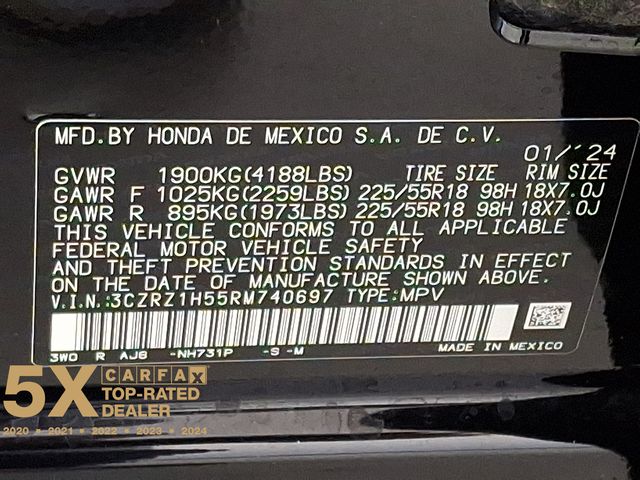 MFD.BY HONDA DE MEXICO S.A. DE C.V.
01/'24
GVWR 1900KG(4188LBS) TIRE SIZE RIM SIZE
GAWR F 1025KG(2259LBS) 225/55R18 98H 18X7.0J
GAWR R 895KG(1973LBS) 225/55R18 98H 18X7.0J
THIS VEHICLE CONFORMS TO ALL APPLICABLE
FEDERAL MOTOR VEHICLE SAFETY
AND THEFT PREVENTION STANDARDS IN EFFECT
ON THE DATE OF MANUFACTURE SHOWN ABOVE.
V.I.N.:3CZRZ1H55RM740697 TYPE:MPV
3W0 R AJB -NH731P -S -M MADE IN MEXICO
5X CARFAX
TOP-RATED
DEALER
2020 • 2021 • 2022 • 2023 • 2024